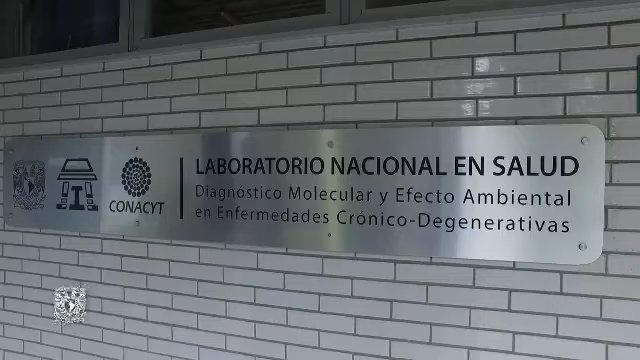 CONACYT
LABORATORIO NACIONAL EN SALUD
Diagnóstico Molecular y Efecto Ambiental
en Enfermedades Crónico-Degenerativas